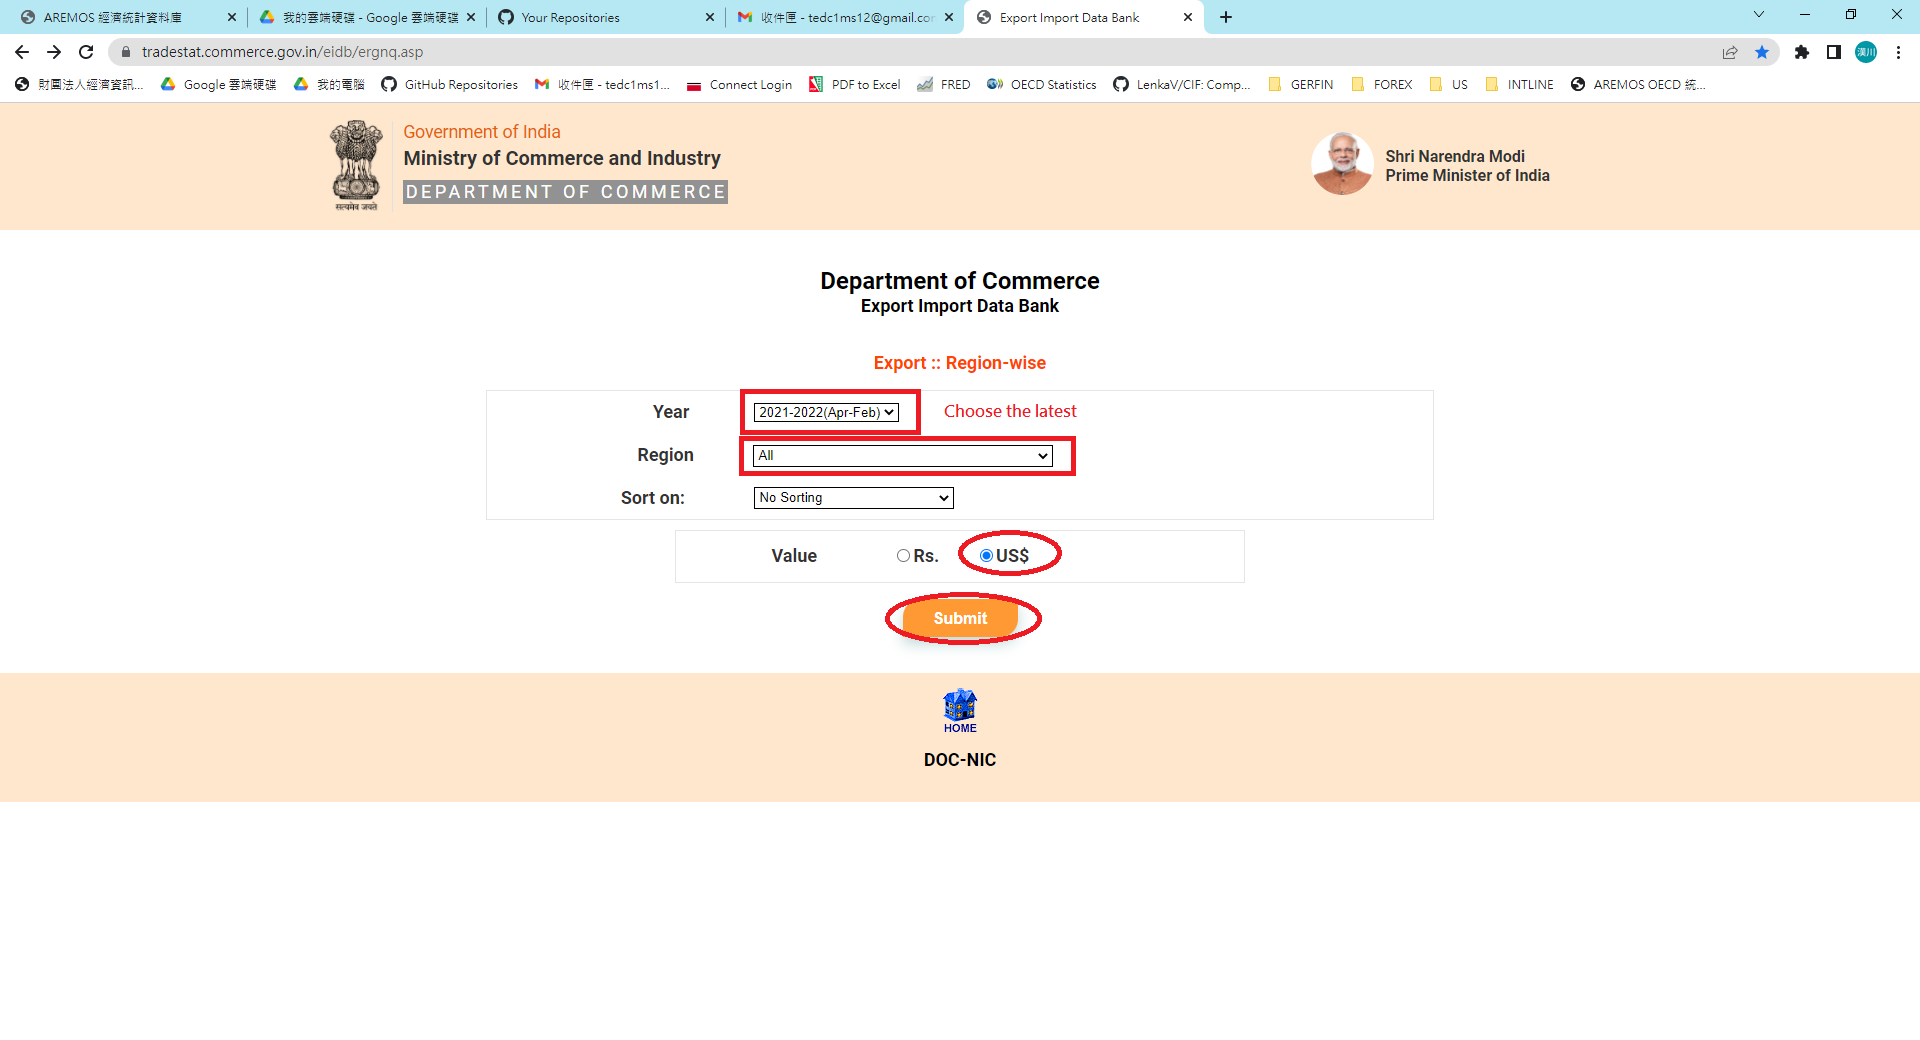 AREMOS 經濟統計資料庫
我的雲端硬碟 - Google 雲端硬碟
Your Repositories
收件匣 - tedc1ms12@gmail.cor
Export Import Data Bank
tradestat.commerce.gov.in/eidb/ergnq.asp
漢川
財團法人經濟資訊...
Google 雲端硬碟
我的電腦
GitHub Repositories
收件匣 - tedc1ms1...
Connect Login
PDF to Excel
FRED
OECD Statistics
LenkaV/CIF: Comp...
GERFIN
FOREX
US
INTLINE
AREMOS OECD 統...
Government of India
Ministry of Commerce and Industry
DEPARTMENT OF COMMERCE
सत्यमेव जयते
Shri Narendra Modi
Prime Minister of India
Department of Commerce
Export Import Data Bank
Export :: Region-wise
Year 2021-2022(Apr-Feb) Choose the latest
Region All
Sort on: No Sorting
Value Rs. US$
Submit
HOME
DOC-NIC